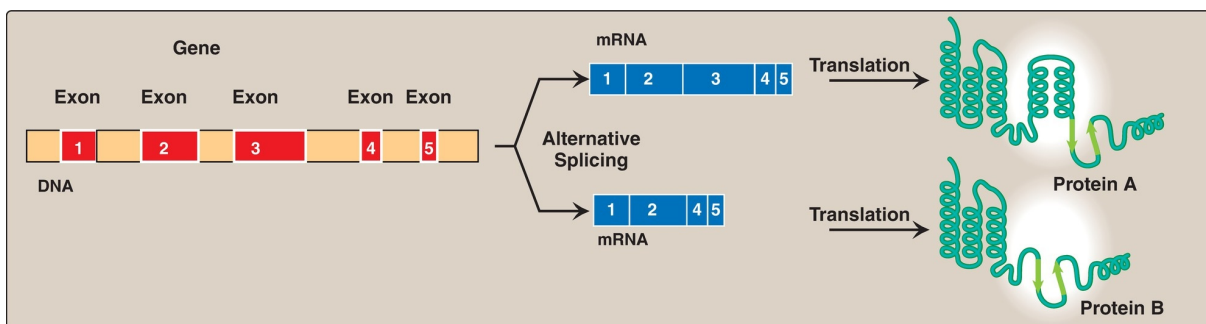 Gene
Exon Exon Exon Exon Exon
1 2 3 4 5
DNA
Alternative
Splicing
mRNA
1 2 3 4 5
Translation
Protein A
1 2 4 5
mRNA
Translation
Protein B